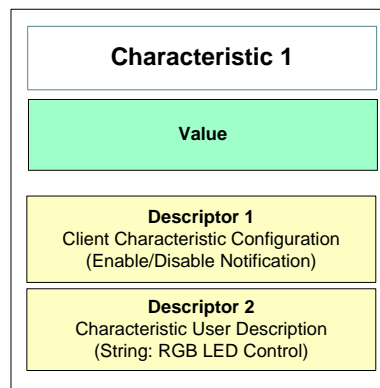 Characteristic 1
Value
Descriptor 1
Client Characteristic Configuration
(Enable/Disable Notification)
Descriptor 2
Characteristic User Description
(String: RGB LED Control)